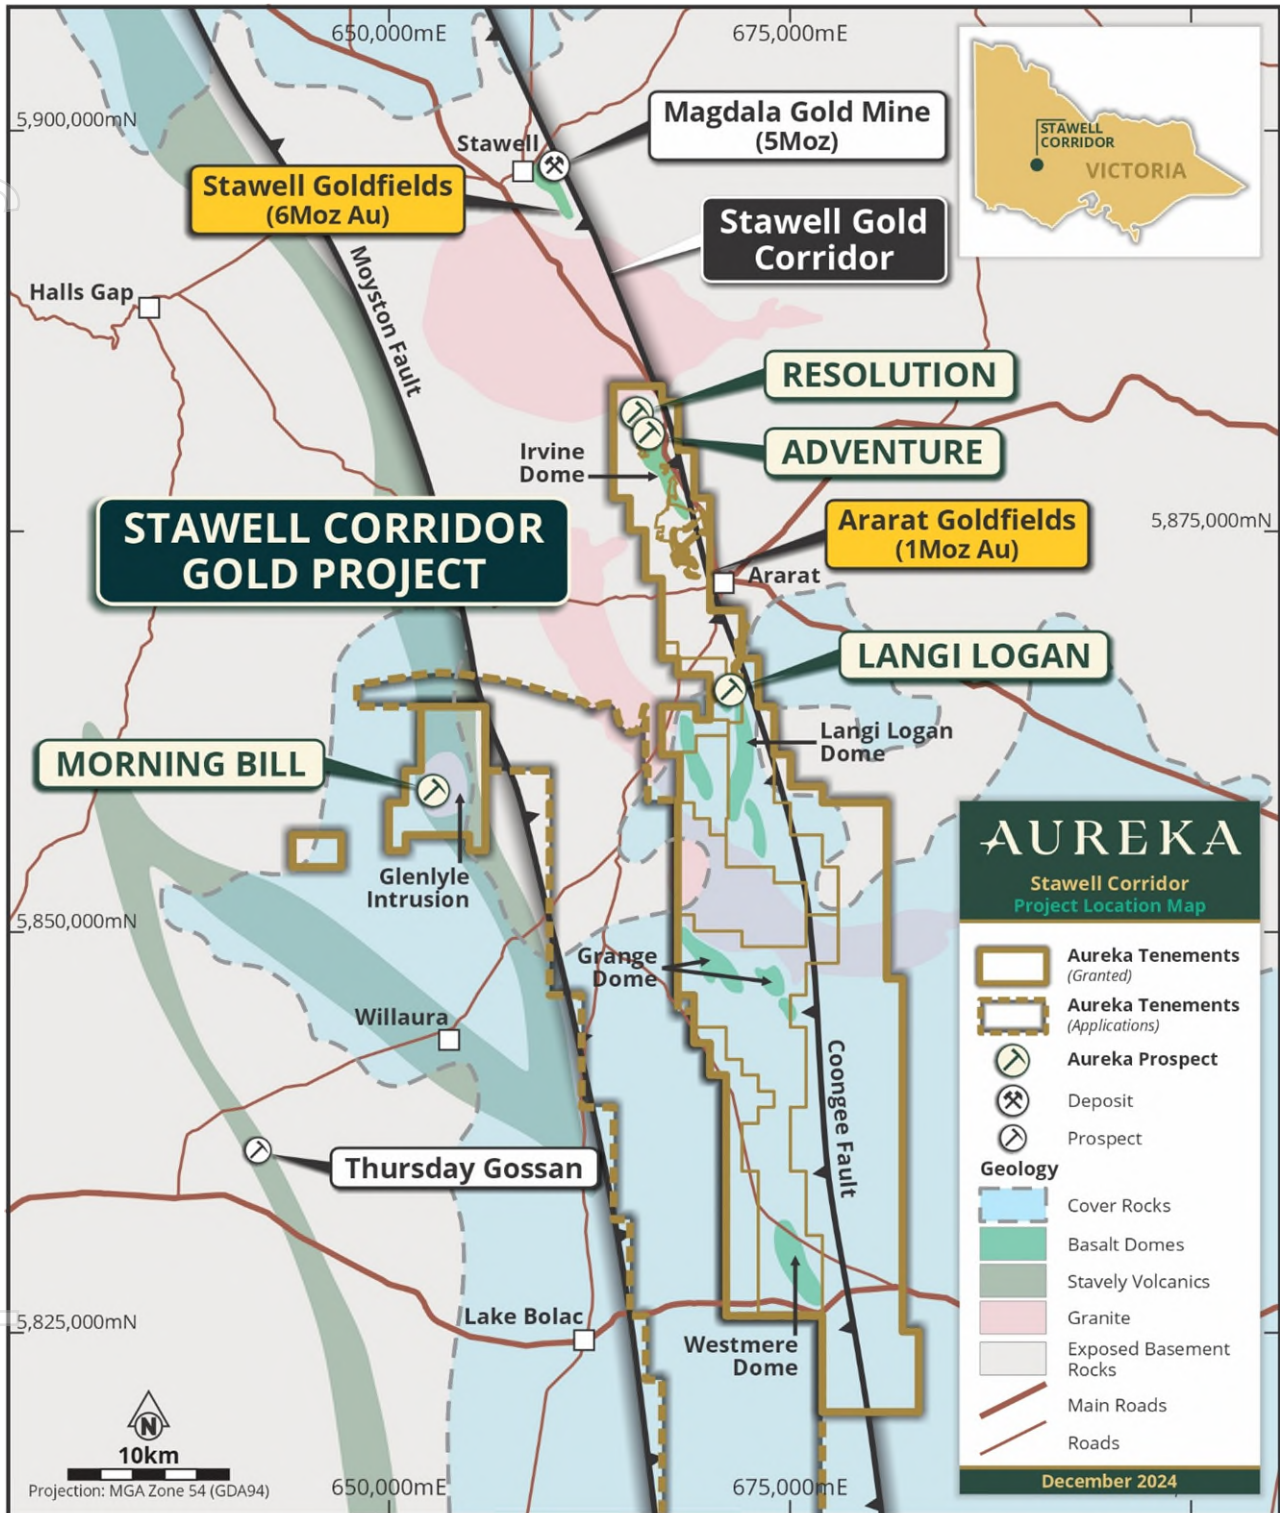 650,000mE
675,000mE
5,900,000mN
Stawell
Magdala Gold Mine
(5Moz)
STAWELL
CORRIDOR
VICTORIA
Stawell Goldfields
(6Moz Au)
Stawell Gold
Corridor
Halls Gap
Moyston Fault
RESOLUTION
ADVENTURE
Irvine
Dome
STAWELL CORRIDOR
GOLD PROJECT
Ararat Goldfields
(1Moz Au)
5,875,000mN
Ararat
LANGI LOGAN
Langi Logan
Dome
MORNING BILL
Glenlyle
Intrusion
5,850,000mN
Grange
Dome
Willaura
Coongee Fault
Thursday Gossan
Lake Bolac
5,825,000mN
Westmere
Dome
N
10km
Projection: MGA Zone 54 (GDA94)
650,000mE
675,000mE
AUREKA
Stawell Corridor
Project Location Map
Aureka Tenements
(Granted)
Aureka Tenements
(Applications)
Aureka Prospect
Deposit
Prospect
Geology
Cover Rocks
Basalt Domes
Stavely Volcanics
Granite
Exposed Basement
Rocks
Main Roads
Roads
December 2024